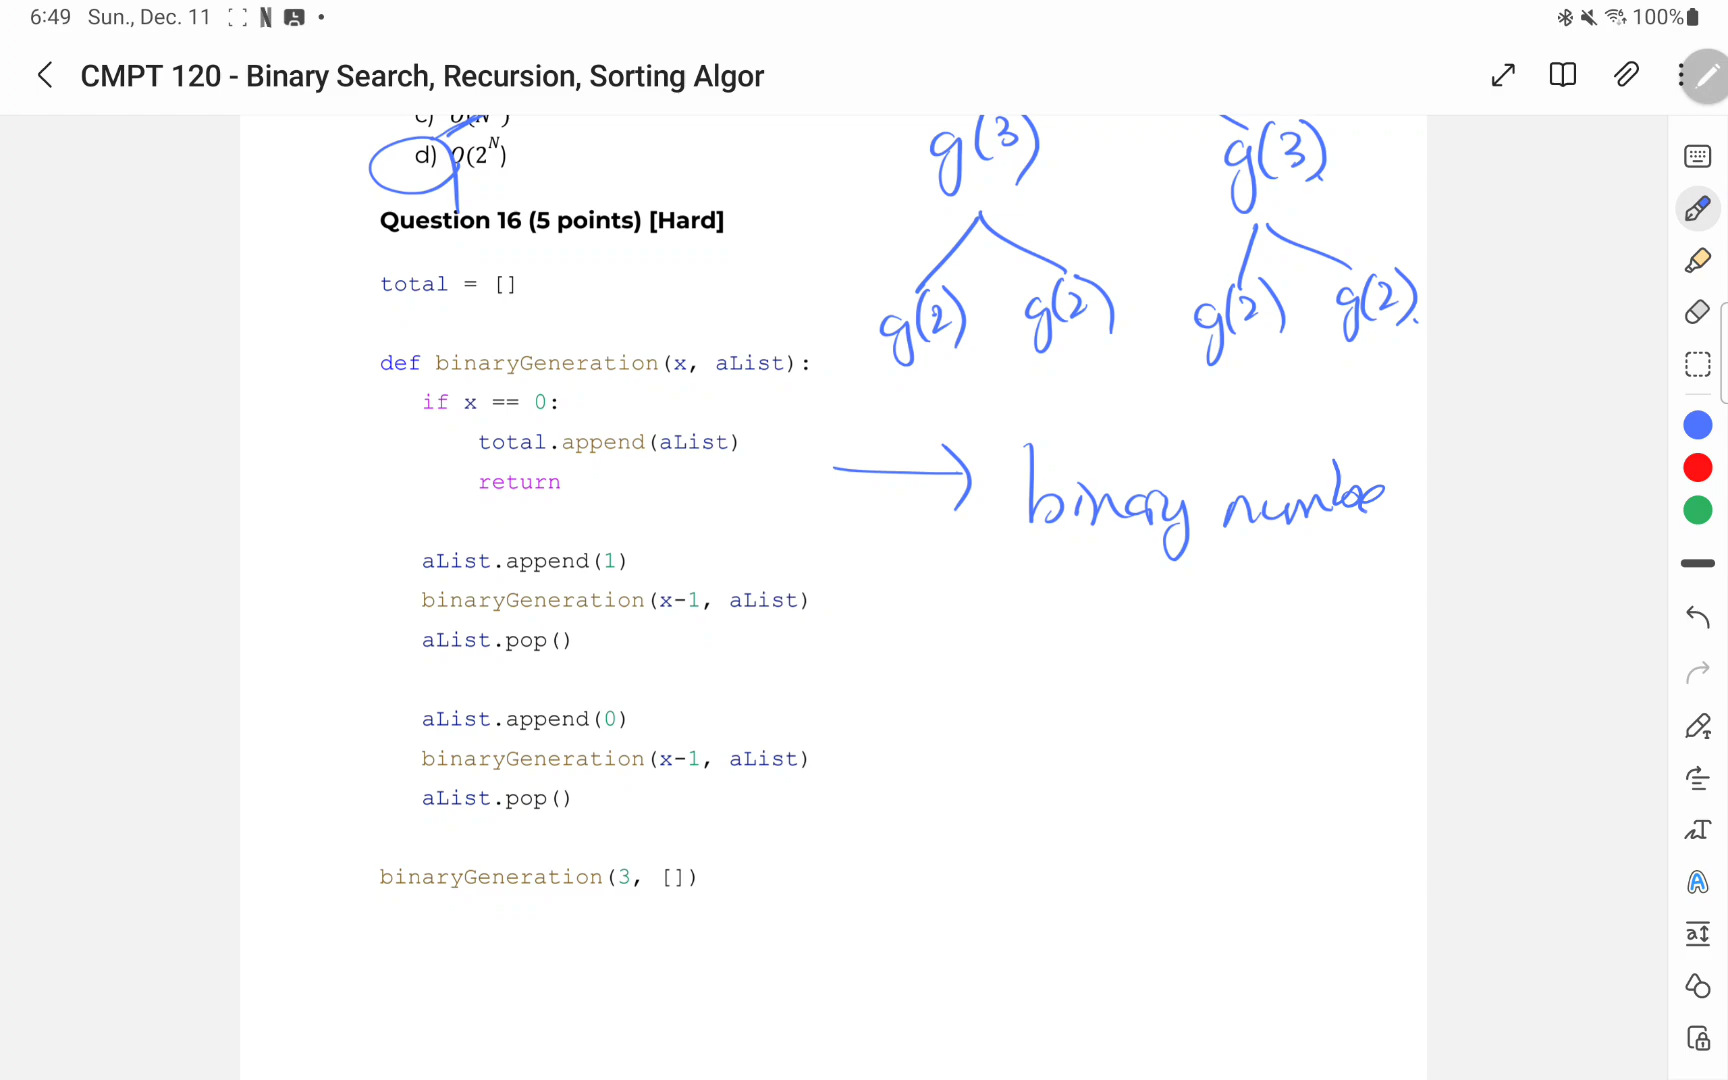 6:49 Sun., Dec. 11 N 100%
CMPT 120 - Binary Search, Recursion, Sorting Algor
c) O(N )
d) O(2^N)
g(3) g(3)
Question 16 (5 points) [Hard]
g(2) g(2) g(2) g(2)
total = []
def binaryGeneration(x, aList):
if x == 0:
total.append(aList)
return
binary numbe
aList.append(1)
binaryGeneration(x-1, aList)
aList.pop()
aList.append(0)
binaryGeneration(x-1, aList)
aList.pop()
binaryGeneration(3, [])